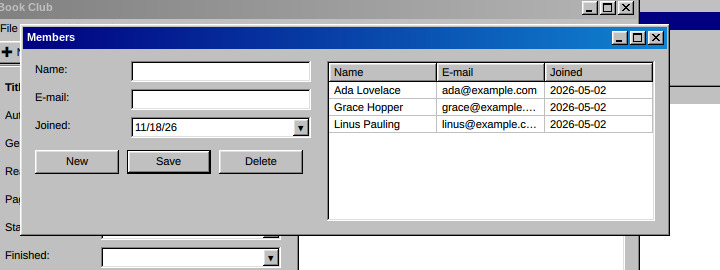 Book Club
File
Members
Name:
E-mail:
Joined: 11/18/26
New Save Delete
Name E-mail Joined
Ada Lovelace ada@example.com 2026-05-02
Grace Hopper grace@example.… 2026-05-02
Linus Pauling linus@example.c… 2026-05-02
Finished: